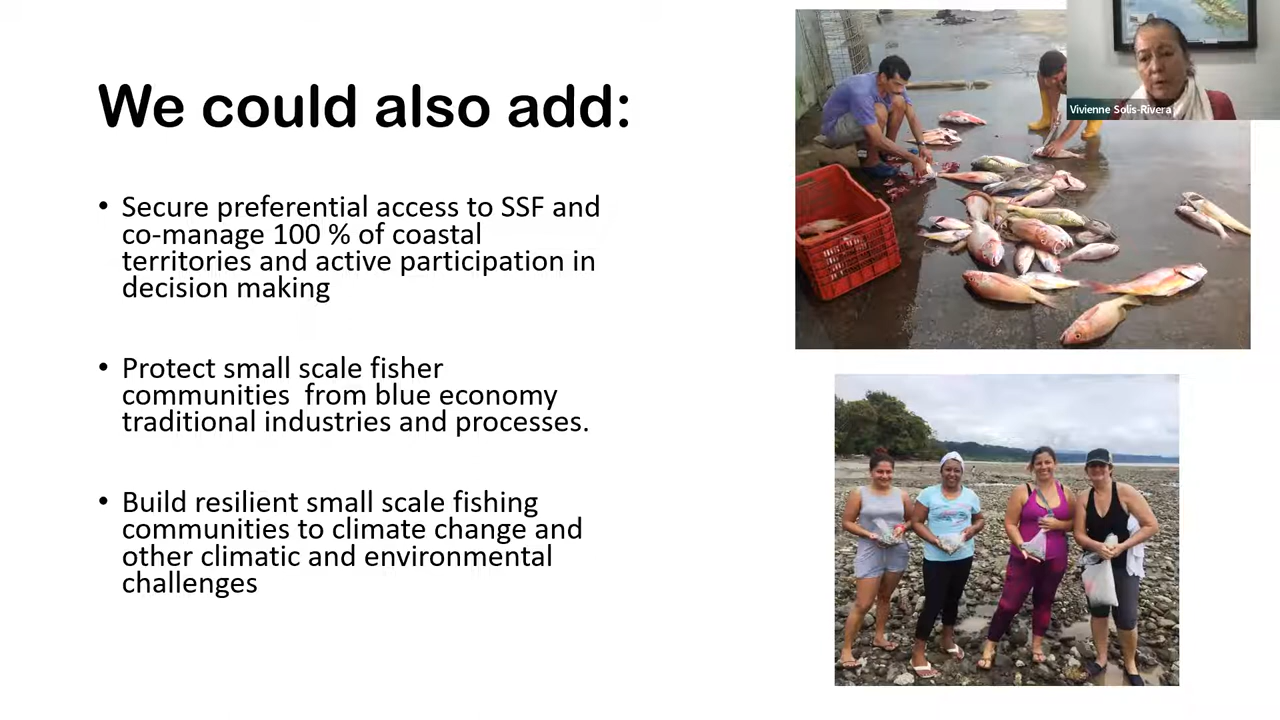 We could also add:
• Secure preferential access to SSF and
co-manage 100 % of coastal
territories and active participation in
decision making
• Protect small scale fisher
communities  from blue economy
traditional industries and processes.
• Build resilient small scale fishing
communities to climate change and
other climatic and environmental
challenges
Vivienne Solís-Rivera